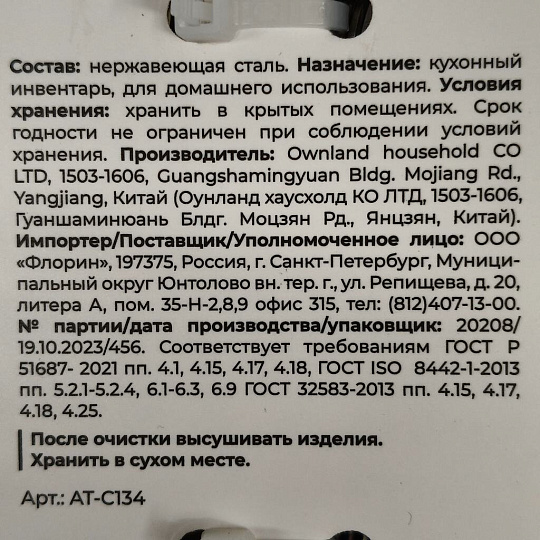 Состав: нержавеющая сталь. Назначение: кухонный
инвентарь, для домашнего использования. Условия
хранения: хранить в крытых помещениях. Срок
годности не ограничен при соблюдении условий
хранения. Производитель: Ownland household CO
LTD, 1503-1606, Guangshamingyuan Bldg. Mojiang Rd.,
Yangjiang, Китай (Оунланд хаусхолд КО ЛТД, 1503-1606,
Гуаншаминюань Блдг. Моцзян Рд., Янцзян, Китай).
Импортер/Поставщик/Уполномоченное лицо: ООО
«Флорин», 197375, Россия, г. Санкт-Петербург, Муници-
пальный округ Юнтолово вн. тер. г., ул. Репищева, д. 20,
литера А, пом. 35-Н-2,8,9 офис 315, тел: (812)407-13-00.
№ партии/дата производства/упаковщик: 20208/
19.10.2023/456. Соответствует требованиям ГОСТ Р
51687- 2021 пп. 4.1, 4.15, 4.17, 4.18, ГОСТ ISO 8442-1-2013
пп. 5.2.1-5.2.4, 6.1-6.3, 6.9 ГОСТ 32583-2013 пп. 4.15, 4.17,
4.18, 4.25.
После очистки высушивать изделия.
Хранить в сухом месте.
Арт.: AT-C134